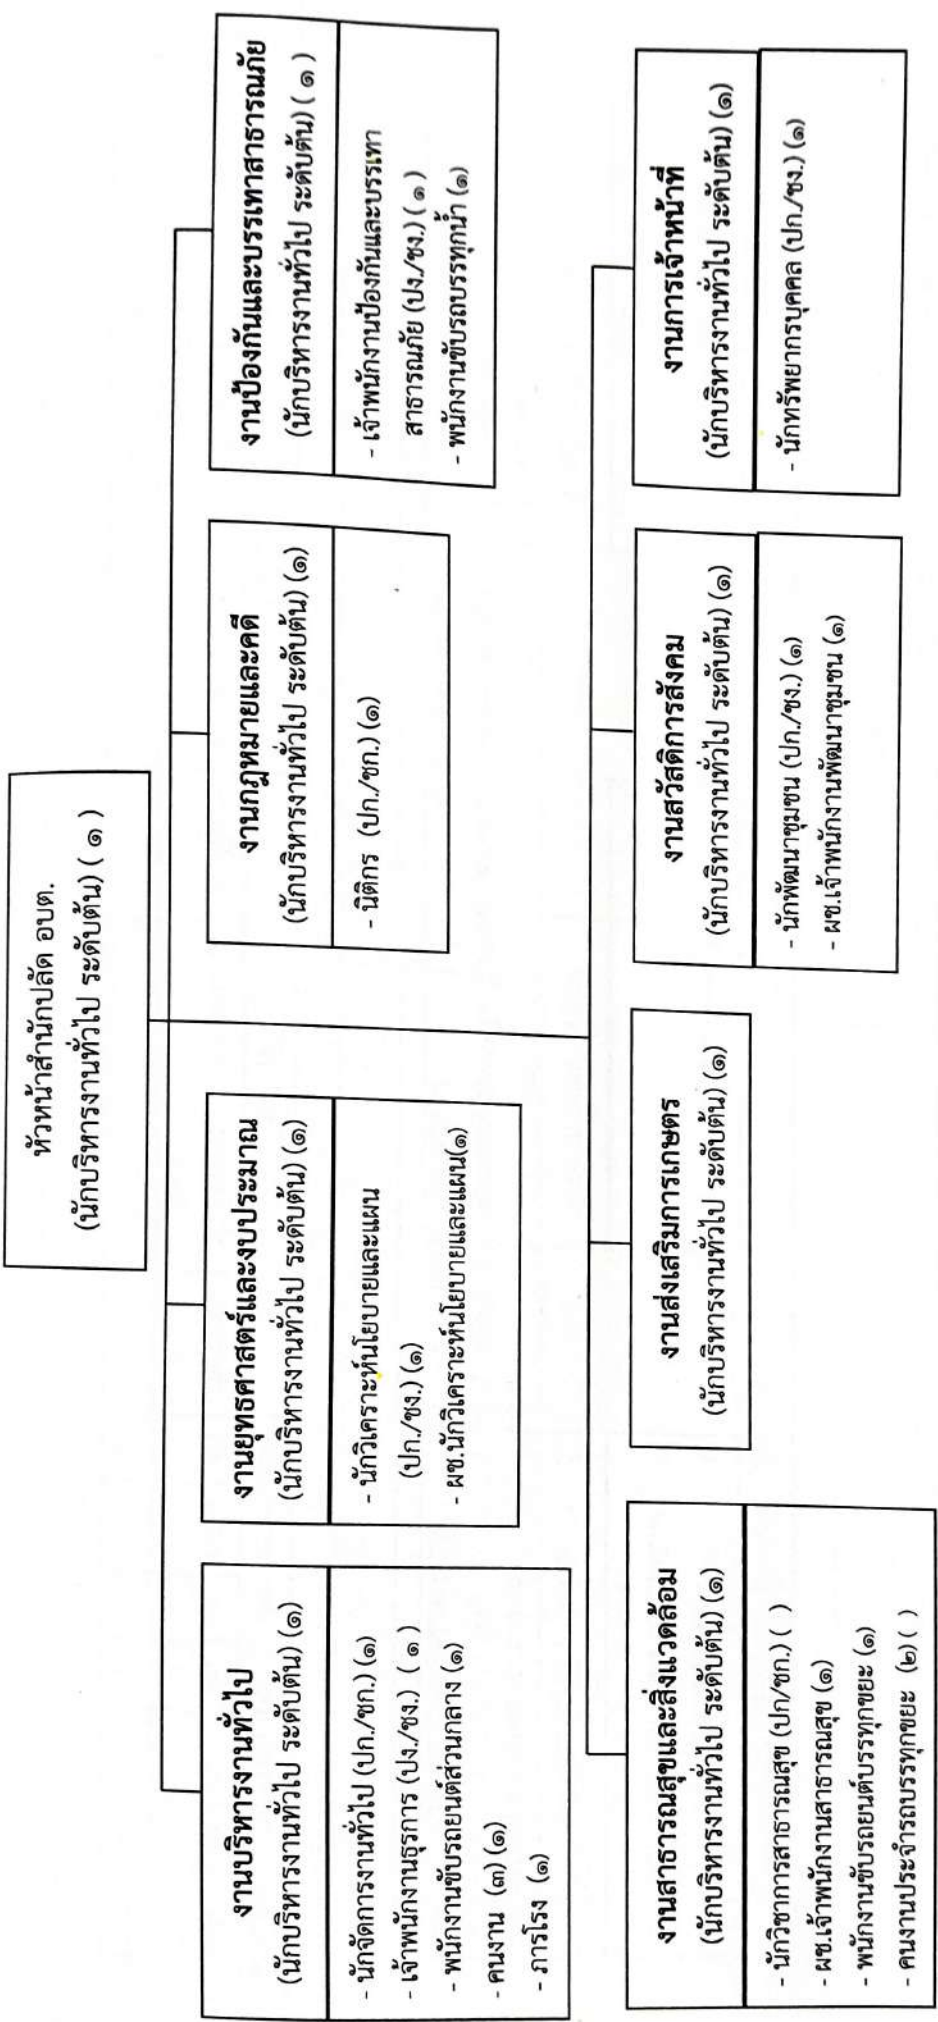 หัวหน้าสำนักปลัด อบต.
(นักบริหารงานทั่วไป ระดับต้น) ( ๑ )
งานบริหารงานทั่วไป
(นักบริหารงานทั่วไป ระดับต้น) (๑)
- นักจัดการงานทั่วไป (ปก./ชก.) (๑)
- เจ้าพนักงานธุรการ (ปง./ชง.) ( ๑ )
- พนักงานขับรถยนต์ส่วนกลาง (๑)
- คนงาน (๓) (๑)
- ภารโรง (๑)
งานยุทธศาสตร์และงบประมาณ
(นักบริหารงานทั่วไป ระดับต้น) (๑)
- นักวิเคราะห์นโยบายและแผน
(ปก./ชง.) (๑)
- ผช.นักวิเคราะห์นโยบายและแผน(๑)
งานกฎหมายและคดี
(นักบริหารงานทั่วไป ระดับต้น) (๑)
- นิติกร (ปก./ชก.) (๑)
งานป้องกันและบรรเทาสาธารณภัย
(นักบริหารงานทั่วไป ระดับต้น) ( ๑ )
- เจ้าพนักงานป้องกันและบรรเทา
สาธารณภัย (ปง./ชง.) ( ๑ )
- พนักงานขับรถบรรทุกน้ำ (๑)
งานสาธารณสุขและสิ่งแวดล้อม
(นักบริหารงานทั่วไป ระดับต้น) (๑)
- นักวิชาการสาธารณสุข (ปก/ชก.) ( )
- ผช.เจ้าพนักงานสาธารณสุข (๑)
- พนักงานขับรถยนต์บรรทุกขยะ (๑)
- คนงานประจำรถบรรทุกขยะ (๒) ( )
งานส่งเสริมการเกษตร
(นักบริหารงานทั่วไป ระดับต้น) (๑)
งานสวัสดิการสังคม
(นักบริหารงานทั่วไป ระดับต้น) (๑)
- นักพัฒนาชุมชน (ปก./ชง.) (๑)
- ผช.เจ้าพนักงานพัฒนาชุมชน (๑)
งานการเจ้าหน้าที่
(นักบริหารงานทั่วไป ระดับต้น) (๑)
- นักทรัพยากรบุคคล (ปก./ชง.) (๑)